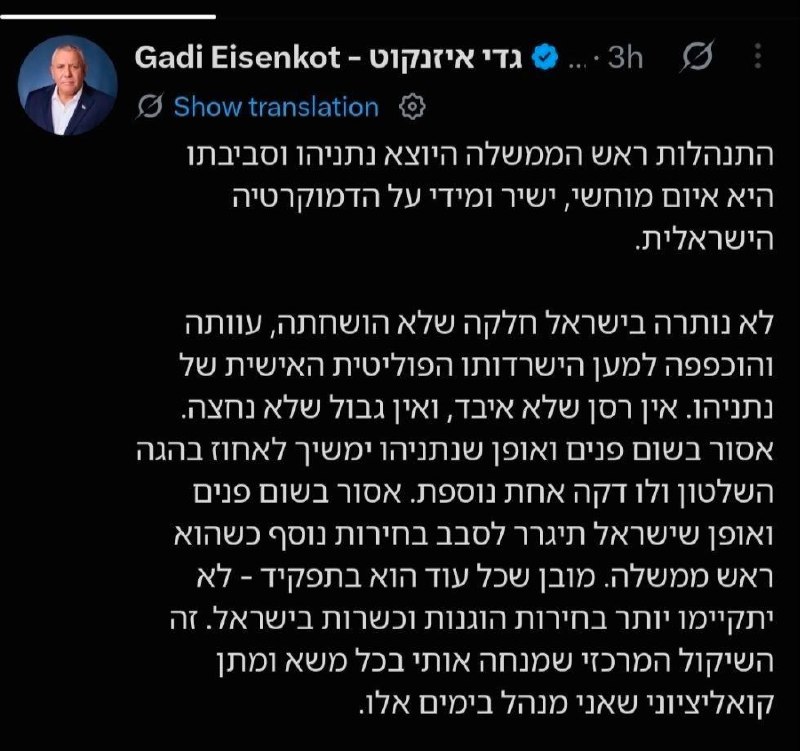 Gadi Eisenkot - גדי איזנקוט ... · 3h
Show translation
התנהלות ראש הממשלה היוצא נתניהו וסביבתו
היא איום מוחשי, ישיר ומידי על הדמוקרטיה
הישראלית.
לא נותרה בישראל חלקה שלא הושחתה, עוותה
והוכפפה למען הישרדותו הפוליטית האישית של
נתניהו. אין רסן שלא איבד, ואין גבול שלא נחצה.
אסור בשום פנים ואופן שנתניהו ימשיך לאחוז בהגה
השלטון ולו דקה אחת נוספת. אסור בשום פנים
ואופן שישראל תיגרר לסבב בחירות נוסף כשהוא
ראש ממשלה. מובן שכל עוד הוא בתפקיד - לא
יתקיימו יותר בחירות הוגנות וכשרות בישראל. זה
השיקול המרכזי שמנחה אותי בכל משא ומתן
קואליציוני שאני מנהל בימים אלו.